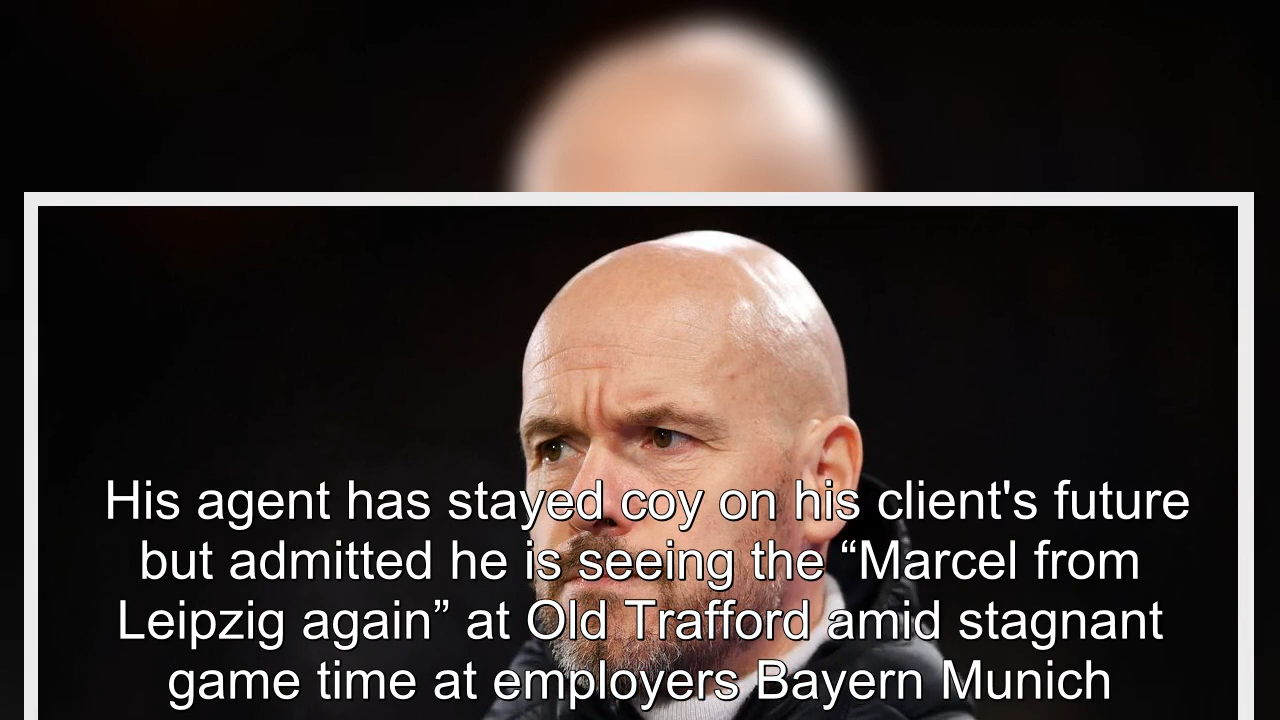 His agent has stayed coy on his client's future
but admitted he is seeing the “Marcel from
Leipzig again” at Old Trafford amid stagnant
game time at employers Bayern Munich